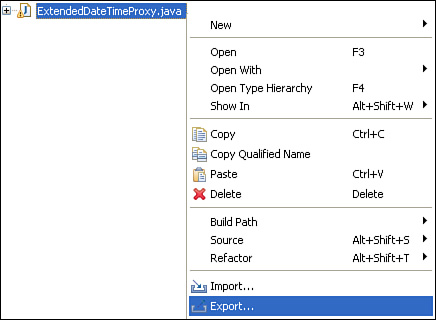 ExtendedDateTimeProxy.java
New
Open F3
Open With
Open Type Hierarchy F4
Show In Alt+Shift+W
Copy Ctrl+C
Copy Qualified Name
Paste Ctrl+V
Delete Delete
Build Path
Source Alt+Shift+S
Refactor Alt+Shift+T
Import...
Export...